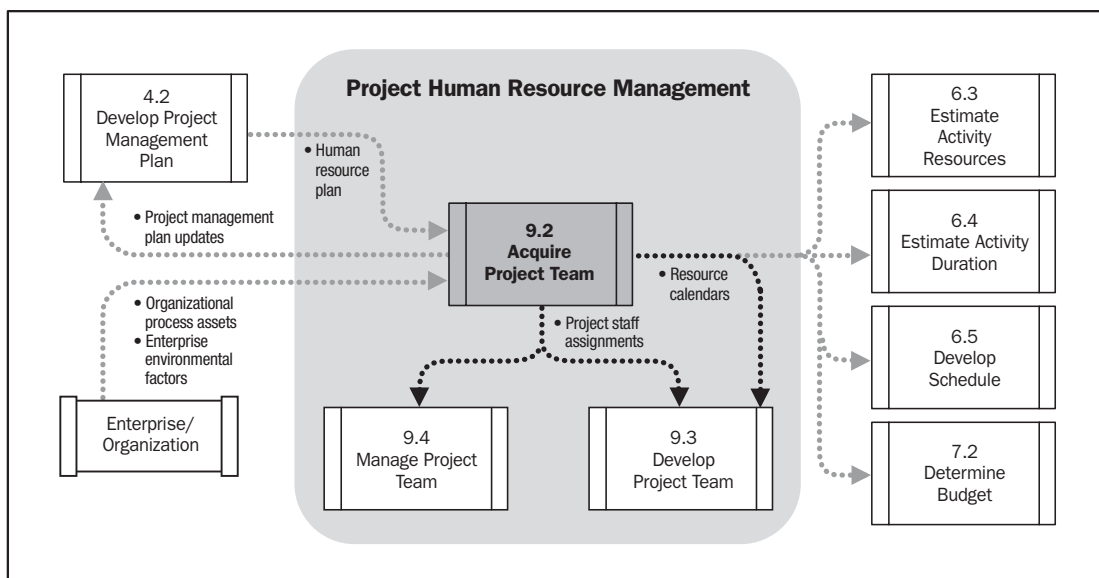 Project Human Resource Management
4.2
Develop Project
Management
Plan
• Human
resource
plan
• Project management
plan updates
9.2
Acquire
Project Team
• Organizational
process assets
• Enterprise
environmental
factors
Enterprise/
Organization
• Resource
calendars
• Project staff
assignments
9.4
Manage Project
Team
9.3
Develop
Project Team
6.3
Estimate
Activity
Resources
6.4
Estimate Activity
Duration
6.5
Develop
Schedule
7.2
Determine
Budget